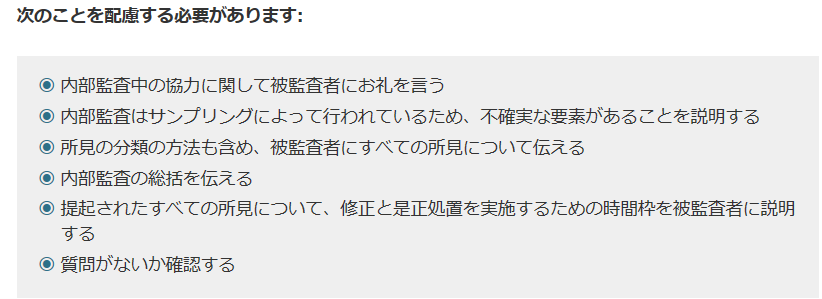 次のことを配慮する必要があります:
内部監査中の協力に関して被監査者にお礼を言う
内部監査はサンプリングによって行われているため、不確実な要素があることを説明する
所見の分類の方法も含め、被監査者にすべての所見について伝える
内部監査の総括を伝える
提起されたすべての所見について、修正と是正処置を実施するための時間枠を被監査者に説明
する
質問がないか確認する